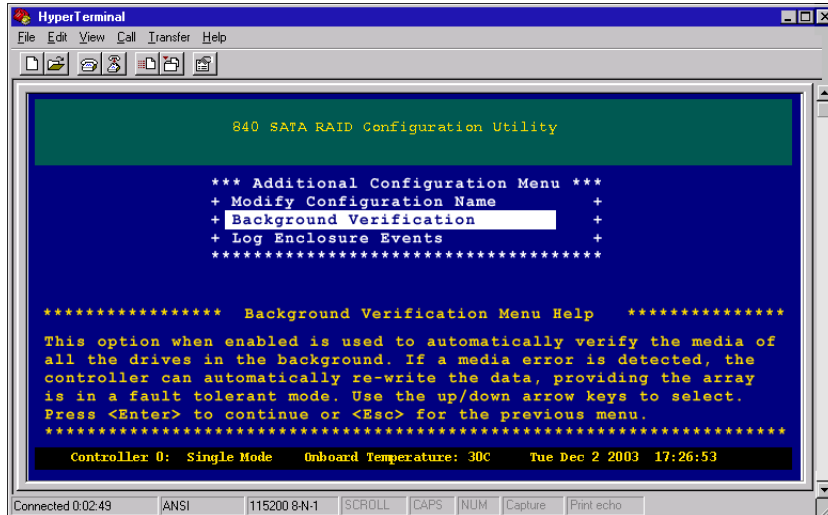 HyperTerminal
File Edit View Call Transfer Help
840 SATA RAID Configuration Utility
*** Additional Configuration Menu ***
+ Modify Configuration Name +
+ Background Verification +
+ Log Enclosure Events +
*************************************
***************** Background Verification Menu Help ***************
This option when enabled is used to automatically verify the media of
all the drives in the background. If a media error is detected, the
controller can automatically re-write the data, providing the array
is in a fault tolerant mode. Use the up/down arrow keys to select.
Press <Enter> to continue or <Esc> for the previous menu.
**********************************************************************
Controller 0: Single Mode Onboard Temperature: 30C Tue Dec 2 2003 17:26:53
Connected 0:02:49 ANSI 115200 8-N-1 SCROLL CAPS NUM Capture Print echo